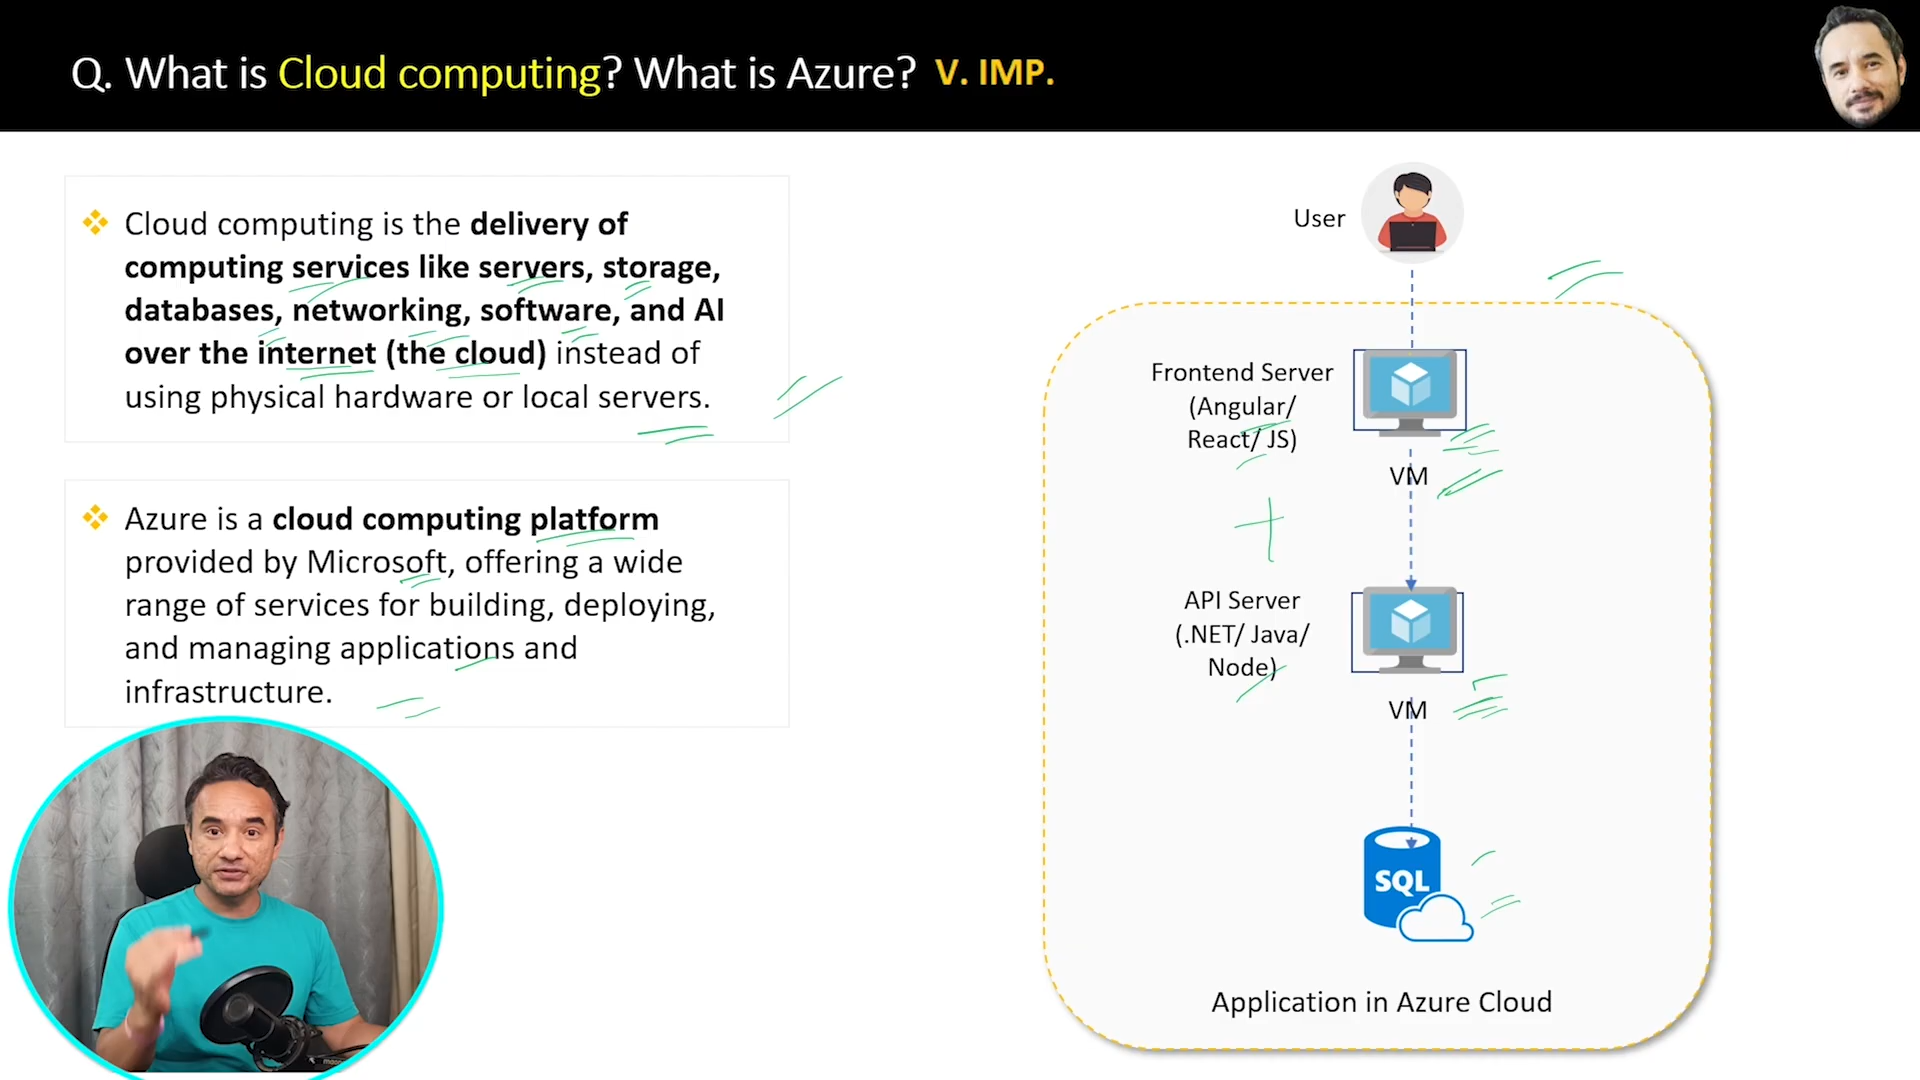 Q. What is Cloud computing? What is Azure? V. IMP.
Cloud computing is the delivery of
computing services like servers, storage,
databases, networking, software, and AI
over the internet (the cloud) instead of
using physical hardware or local servers.
Azure is a cloud computing platform
provided by Microsoft, offering a wide
range of services for building, deploying,
and managing applications and
infrastructure.
User
Frontend Server
(Angular/
React/ JS)
VM
API Server
(.NET/ Java/
Node)
VM
SQL
Application in Azure Cloud